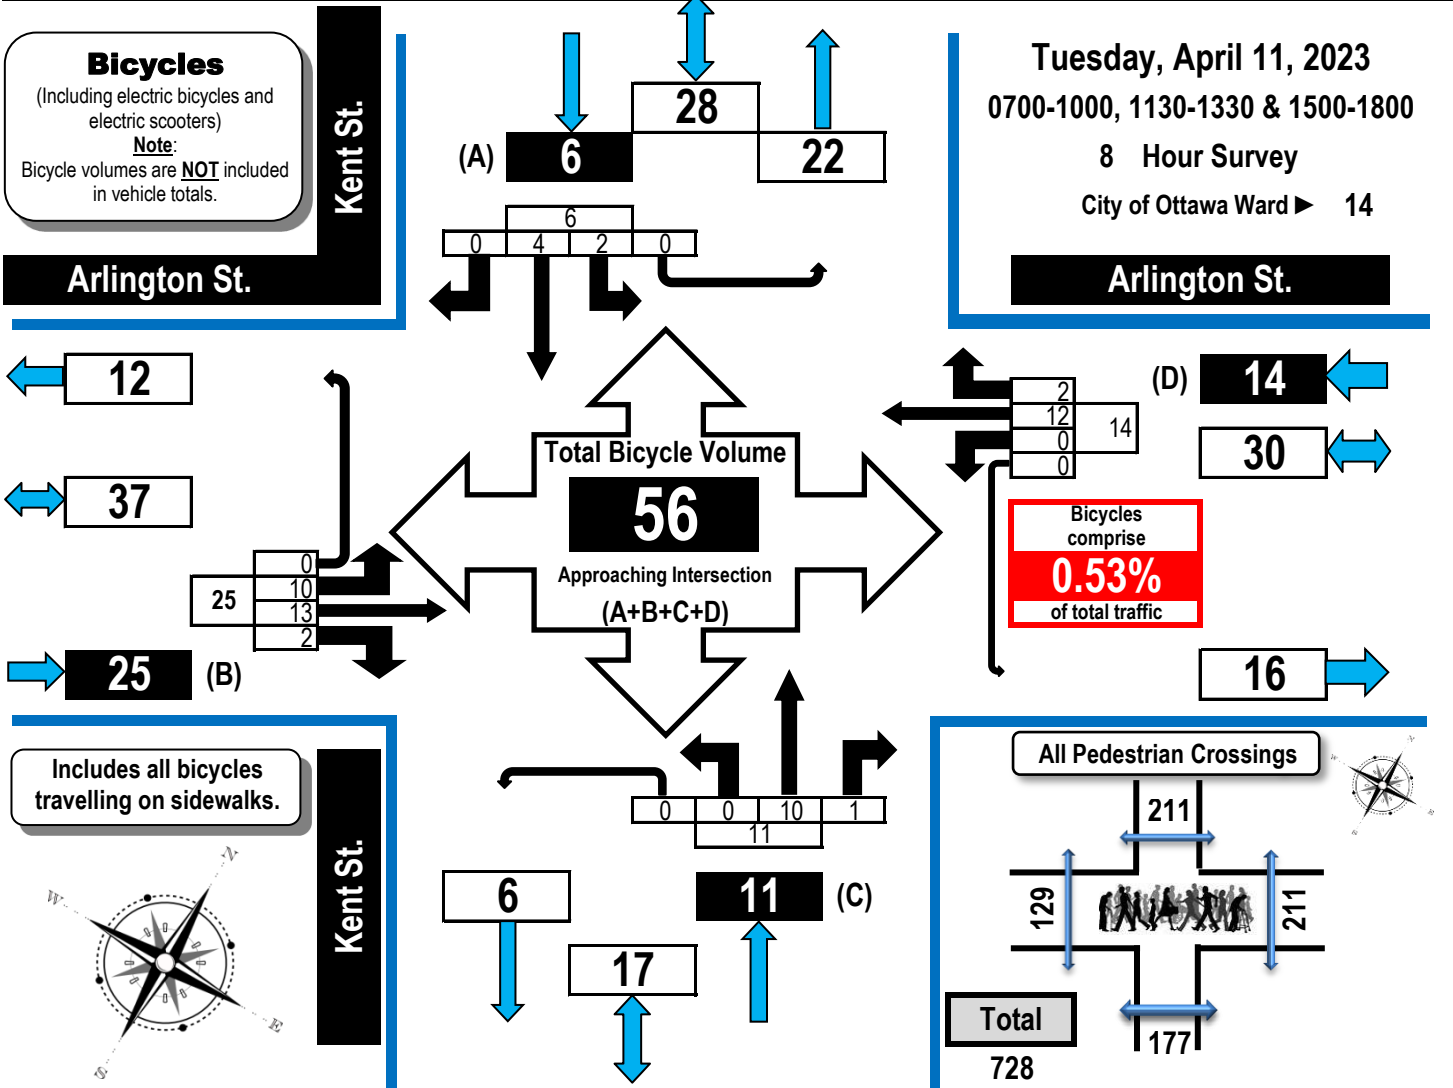 Bicycles
(Including electric bicycles and
electric scooters)
Note:
Bicycle volumes are NOT included
in vehicle totals.
Kent St.
Arlington St.
28
(A)
6
22
6
0 4 2 0
Tuesday, April 11, 2023
0700-1000, 1130-1330 & 1500-1800
8 Hour Survey
City of Ottawa Ward ► 14
Arlington St.
12
37
0
10
13
2
25
25
(B)
Total Bicycle Volume
56
Approaching Intersection
(A+B+C+D)
2
12
0
0
14
(D)
14
30
Bicycles
comprise
0.53%
of total traffic
16
Includes all bicycles
travelling on sidewalks.
Kent St.
N
W
E
S
0 0 10 1
11
6
11
(C)
17
All Pedestrian Crossings
N
W
E
S
211
129
211
177
Total
728